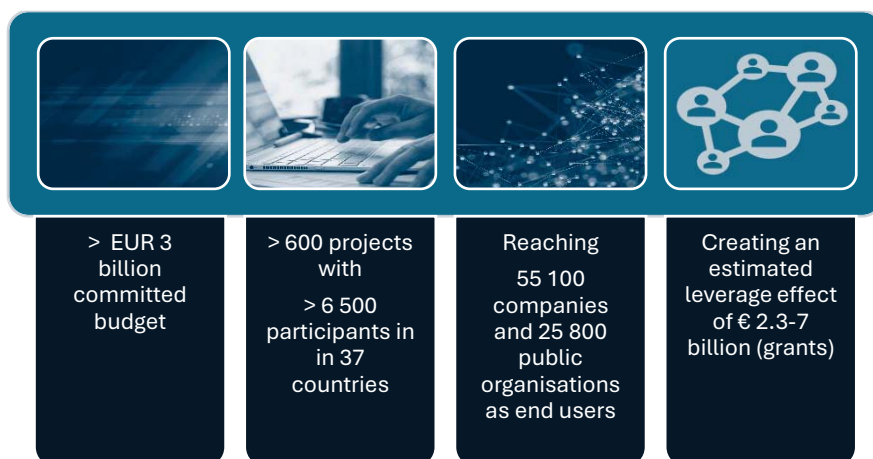 > EUR 3
billion
committed
budget
> 600 projects
with
> 6 500
participants in
in 37
countries
Reaching
55 100
companies
and 25 800
public
organisations
as end users
Creating an
estimated
leverage effect
of € 2.3-7
billion (grants)